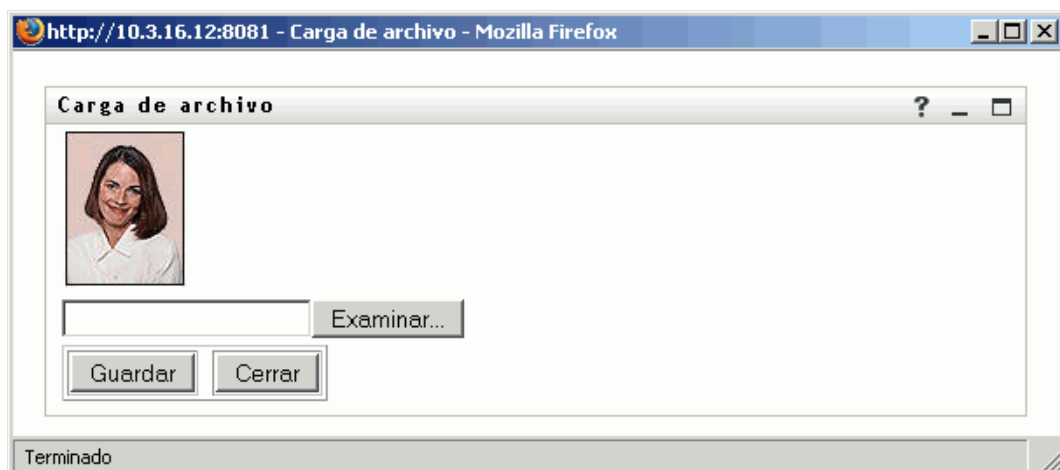 http://10.3.16.12:8081 - Carga de archivo - Mozilla Firefox
Carga de archivo
?
Examinar...
Guardar Cerrar
Terminado